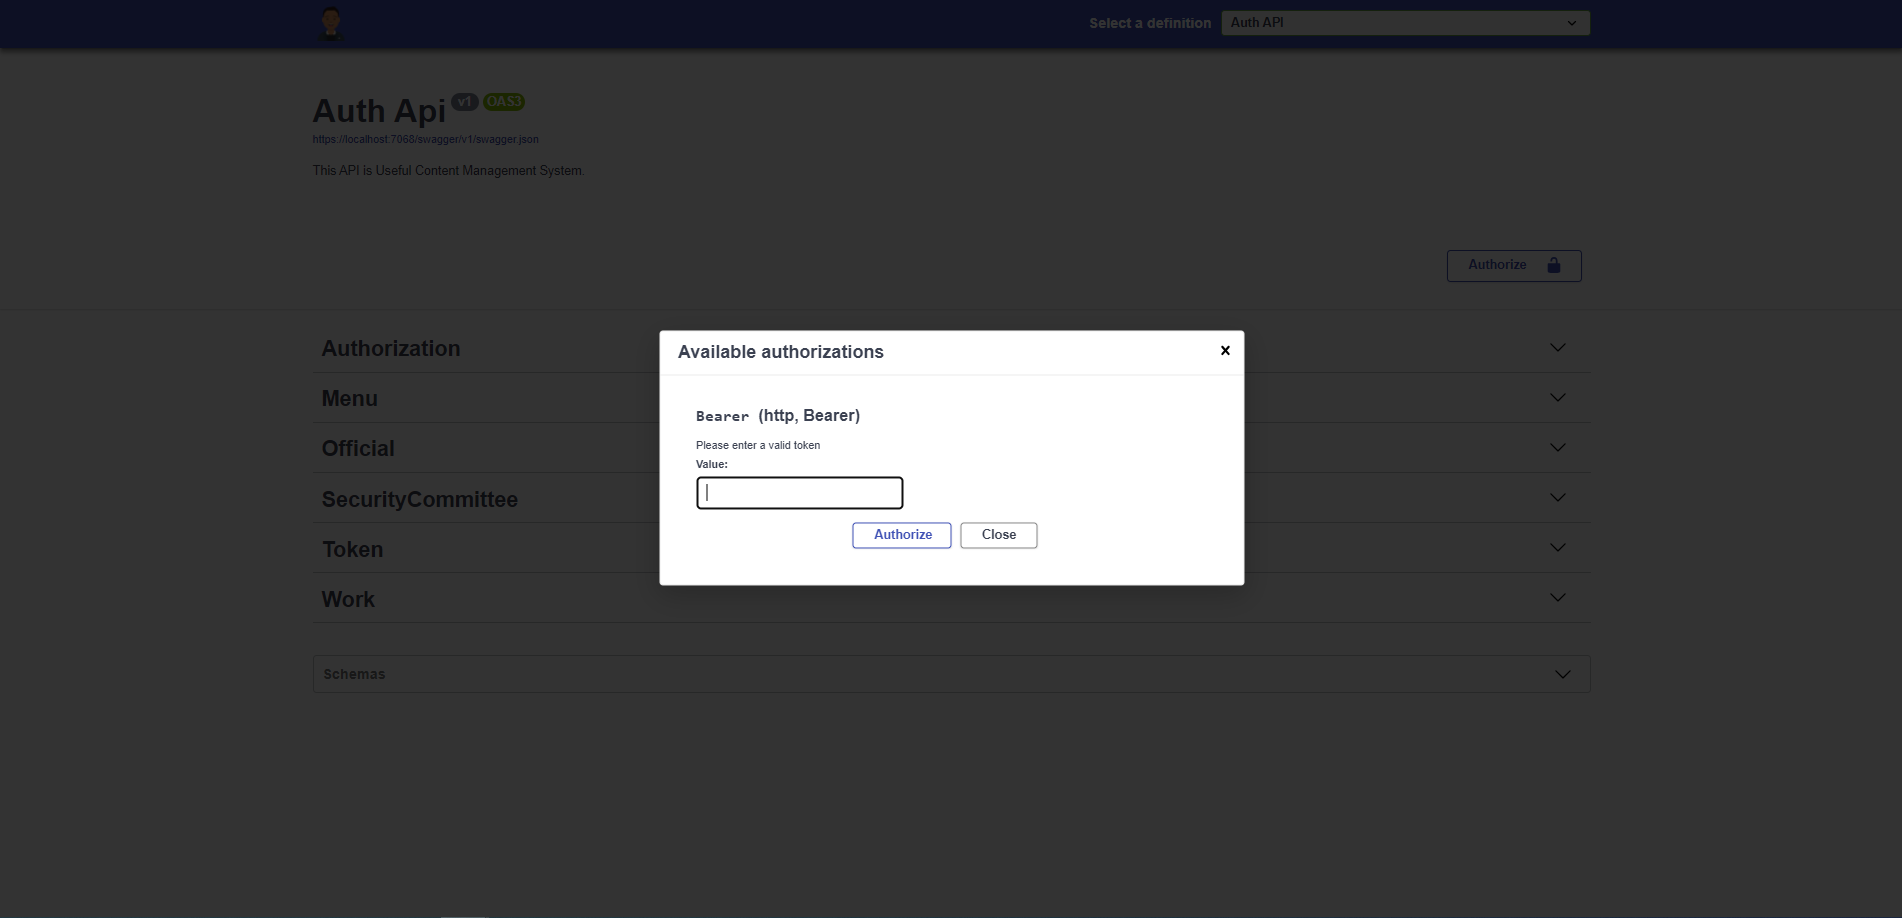 Select a definition
Auth API
Auth Api v1 OAS3
https://localhost:7068/swagger/v1/swagger.json
This API is Useful Content Management System.
Authorize
Authorization
Menu
Official
SecurityCommittee
Token
Work
Schemas
Available authorizations
×
Bearer (http, Bearer)
Please enter a valid token
Value:
Authorize Close